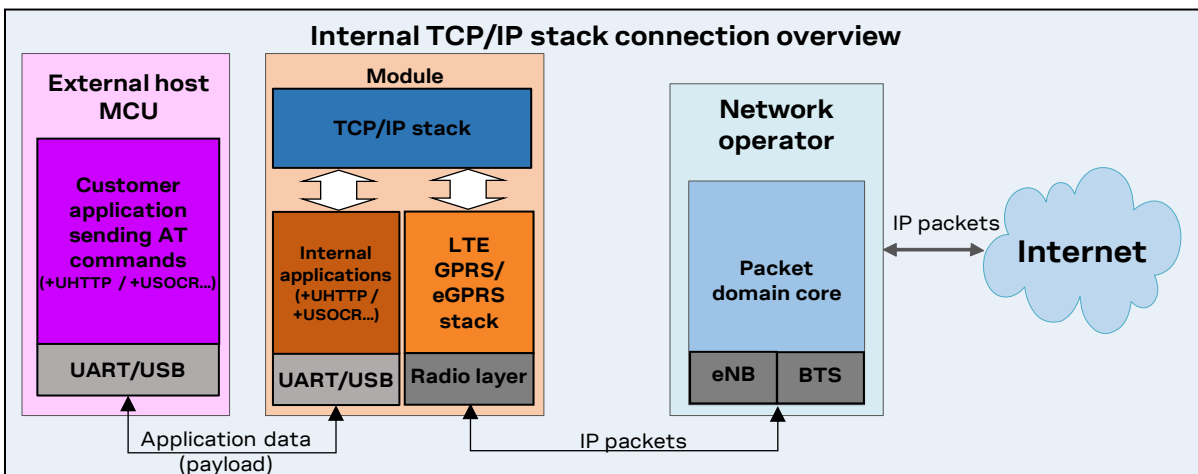 Internal TCP/IP stack connection overview
External host
MCU
Customer
application
sending AT
commands
(+UHTTP / +USOCR...)
UART/USB
Module
TCP/IP stack
Internal
applications
(+UHTTP /
+USOCR...)
UART/USB
LTE
GPRS/
eGPRS
stack
Radio layer
Network
operator
Packet
domain core
eNB
BTS
IP packets
Internet
Application data
(payload)
IP packets